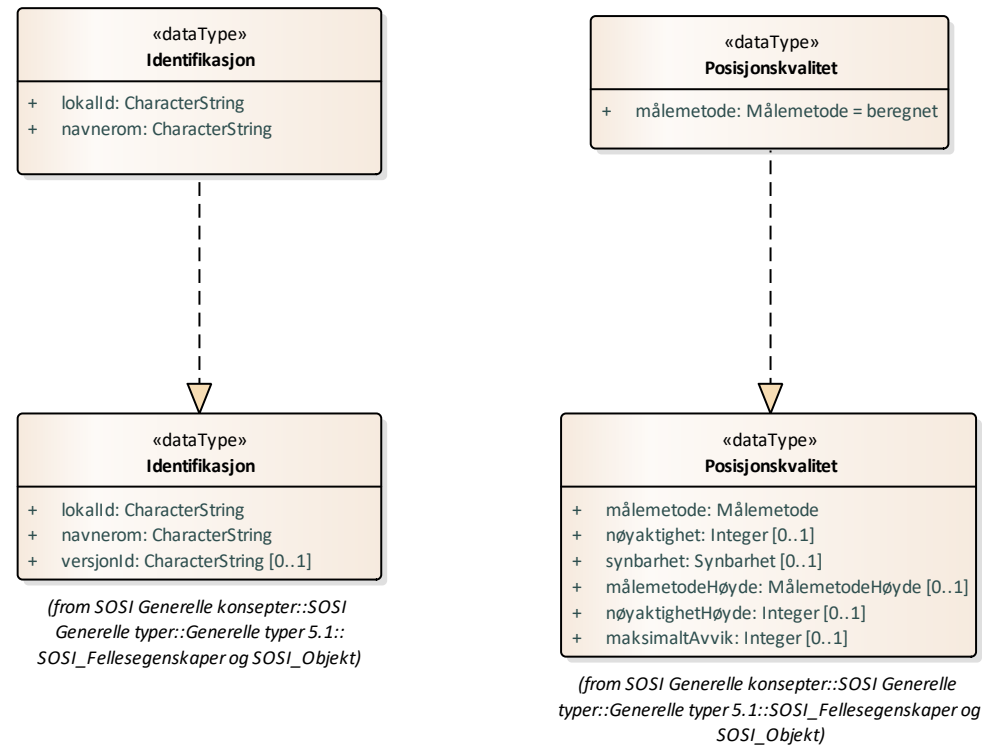 «dataType»
Identifikasjon
+ lokalId: CharacterString
+ navnerom: CharacterString
«dataType»
Posisjonskvalitet
+ målemetode: Målemetode = beregnet
«dataType»
Identifikasjon
+ lokalId: CharacterString
+ navnerom: CharacterString
+ versjonId: CharacterString [0..1]
(from SOSI Generelle konsepter::SOSI
Generelle typer::Generelle typer 5.1::
SOSI_Fellesegenskaper og SOSI_Objekt)
«dataType»
Posisjonskvalitet
+ målemetode: Målemetode
+ nøyaktighet: Integer [0..1]
+ synbarhet: Synbarhet [0..1]
+ målemetodeHøyde: MålemetodeHøyde [0..1]
+ nøyaktighetHøyde: Integer [0..1]
+ maksimaltAvvik: Integer [0..1]
(from SOSI Generelle konsepter::SOSI Generelle
typer::Generelle typer 5.1::SOSI_Fellesegenskaper og
SOSI_Objekt)